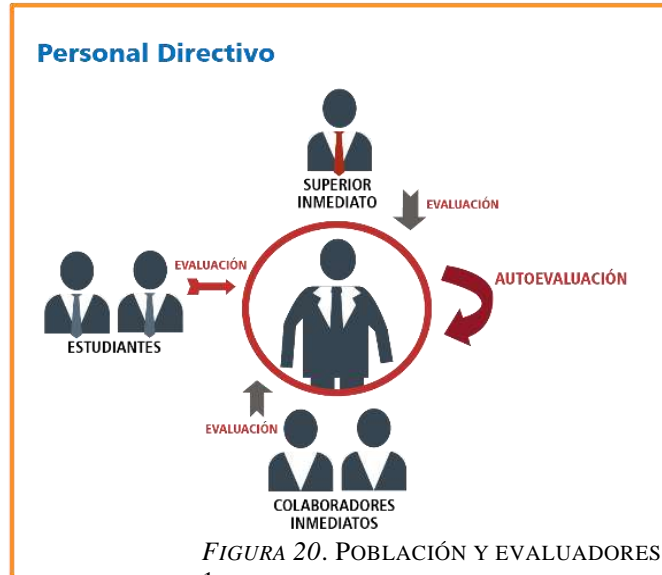 Personal Directivo
SUPERIOR
INMEDIATO
EVALUACIÓN
EVALUACIÓN
AUTOEVALUACIÓN
ESTUDIANTES
EVALUACIÓN
COLABORADORES
INMEDIATOS
FIGURA 20. POBLACIÓN Y EVALUADORES